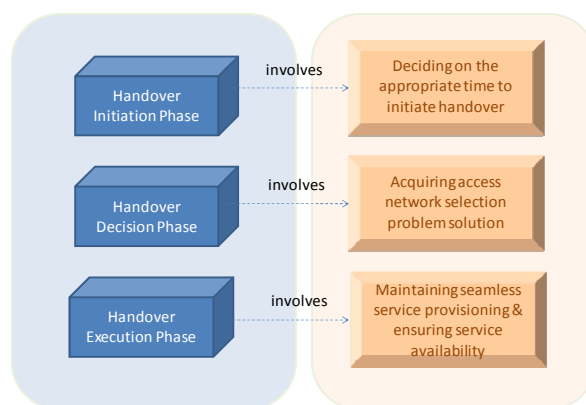 Handover
Initiation Phase
involves
Deciding on the
appropriate time to
initiate handover
Handover
Decision Phase
involves
Acquiring access
network selection
problem solution
Handover
Execution Phase
involves
Maintaining seamless
service provisioning &
ensuring service
availability